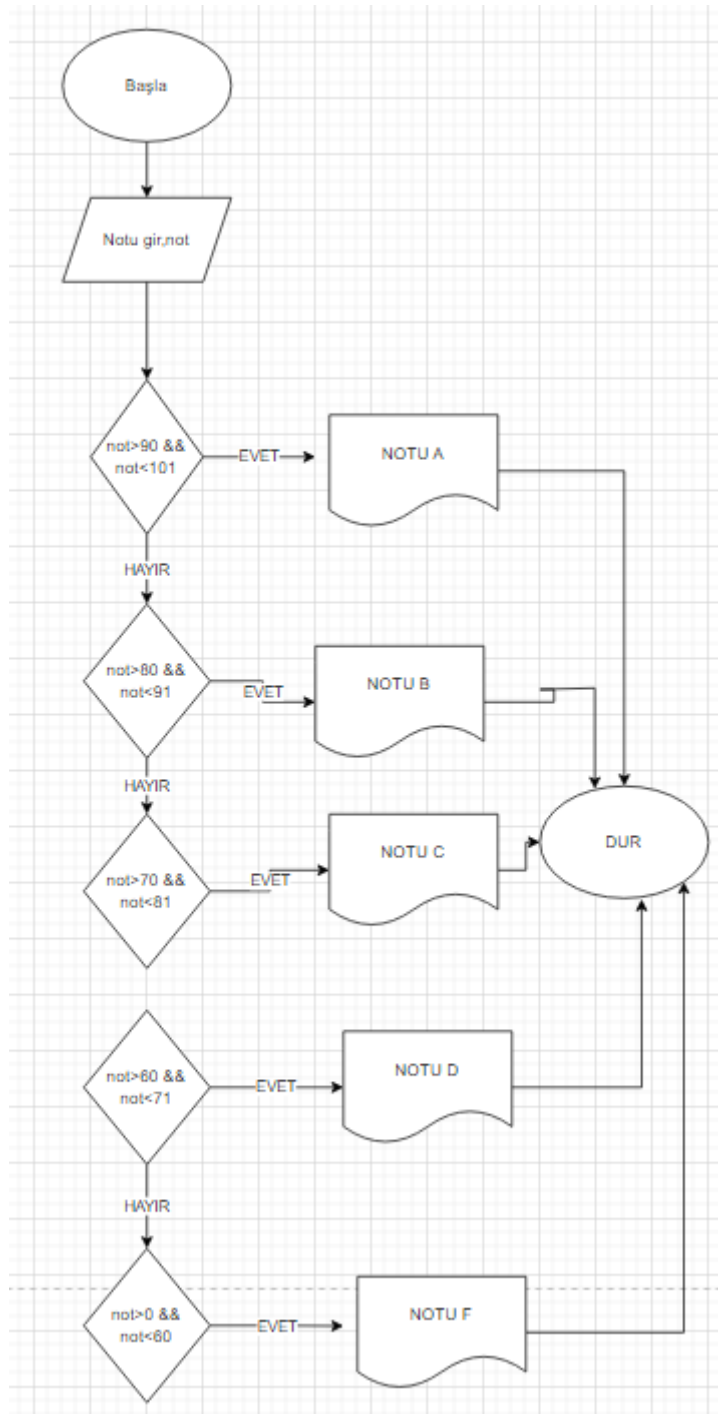 Başla
Notu gir,not
not>90 &&
not<101
EVET
NOTU A
HAYIR
not>80 &&
not<91
EVET
NOTU B
HAYIR
not>70 &&
not<81
EVET
NOTU C
DUR
not>60 &&
not<71
EVET
NOTU D
HAYIR
not>0 &&
not<60
EVET
NOTU F